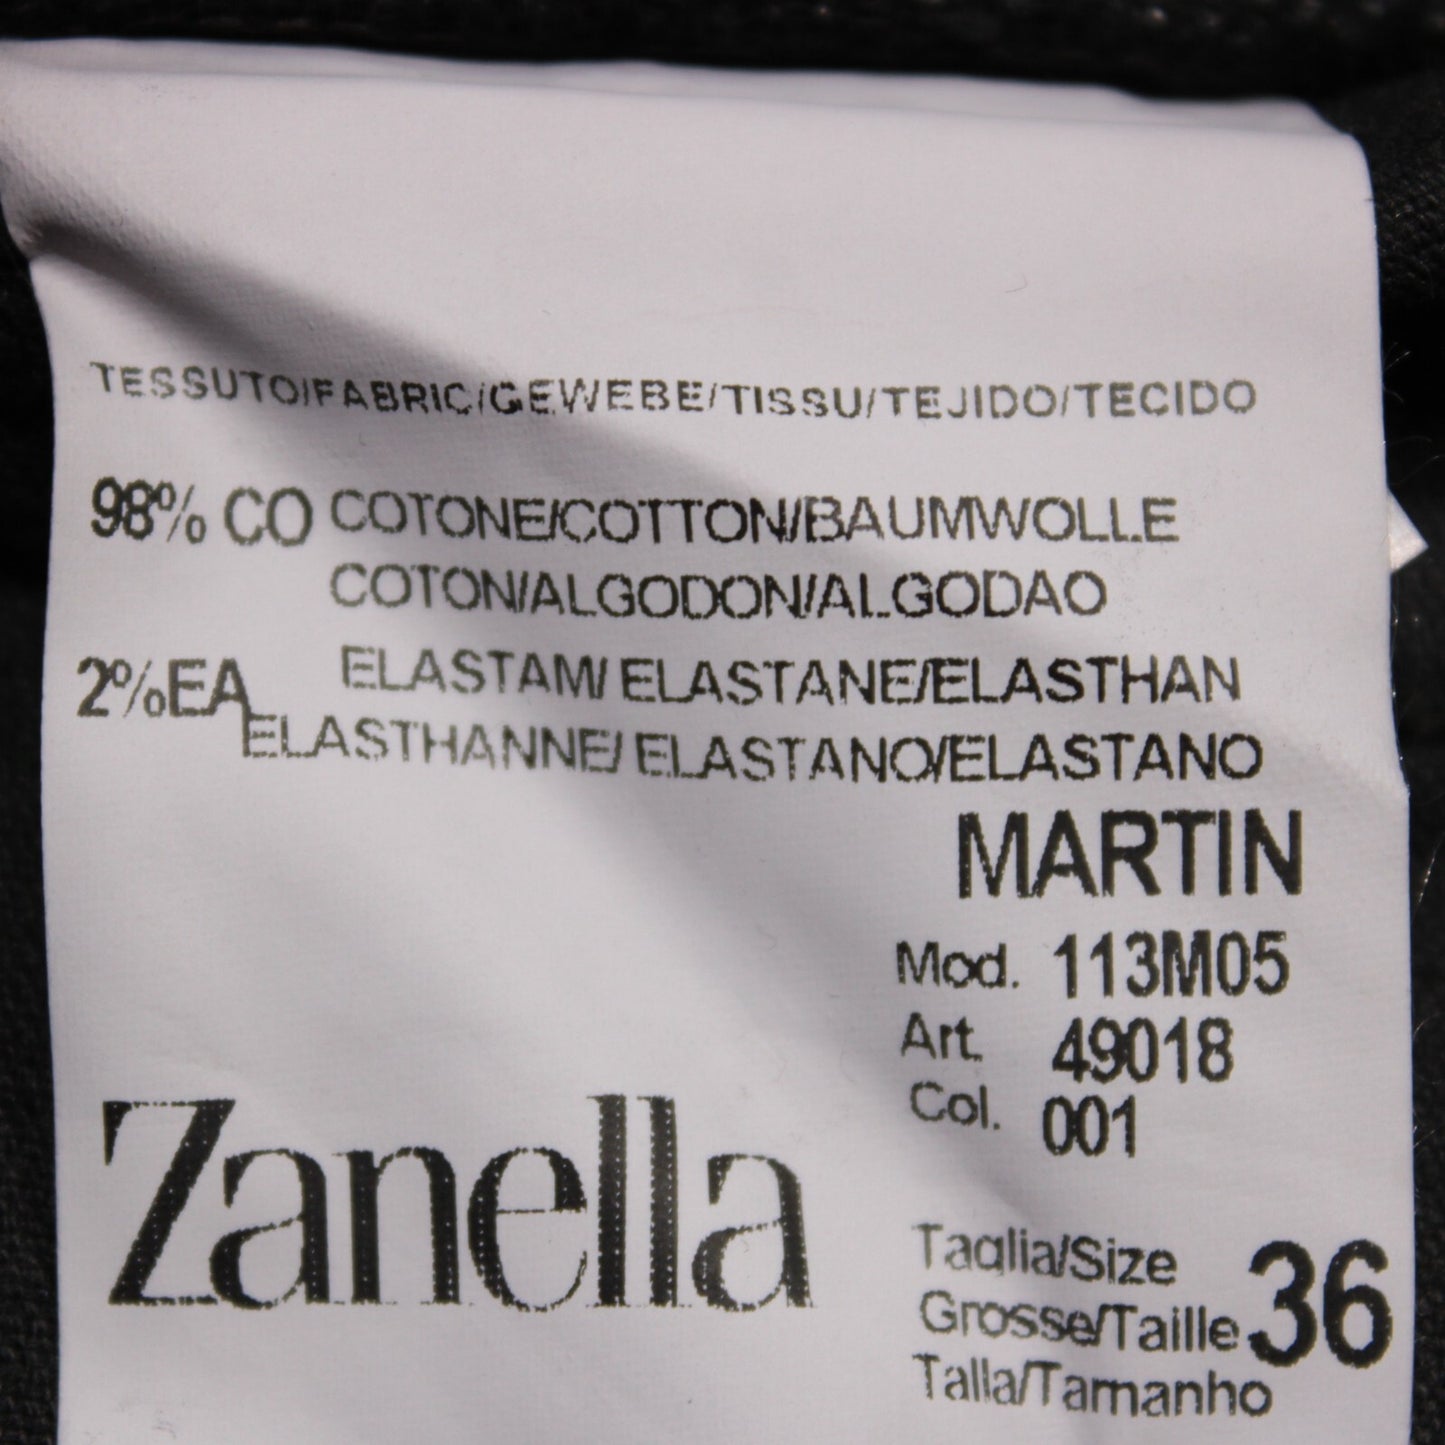 TESSUTO/FABRIC/GEWEBE/TISSU/TEJIDO/TECIDO
98% CO COTONE/COTTON/BAUMWOLLE
COTON/ALGODON/ALGODAO
2%EA ELASTAM/ ELASTANE/ELASTHAN
ELASTHANNE/ ELASTANO/ELASTANO
MARTIN
Mod. 113M05
Art. 49018
Col. 001
Zanella
Taglia/Size
Grosse/Taille 36
Talla/Tamanho